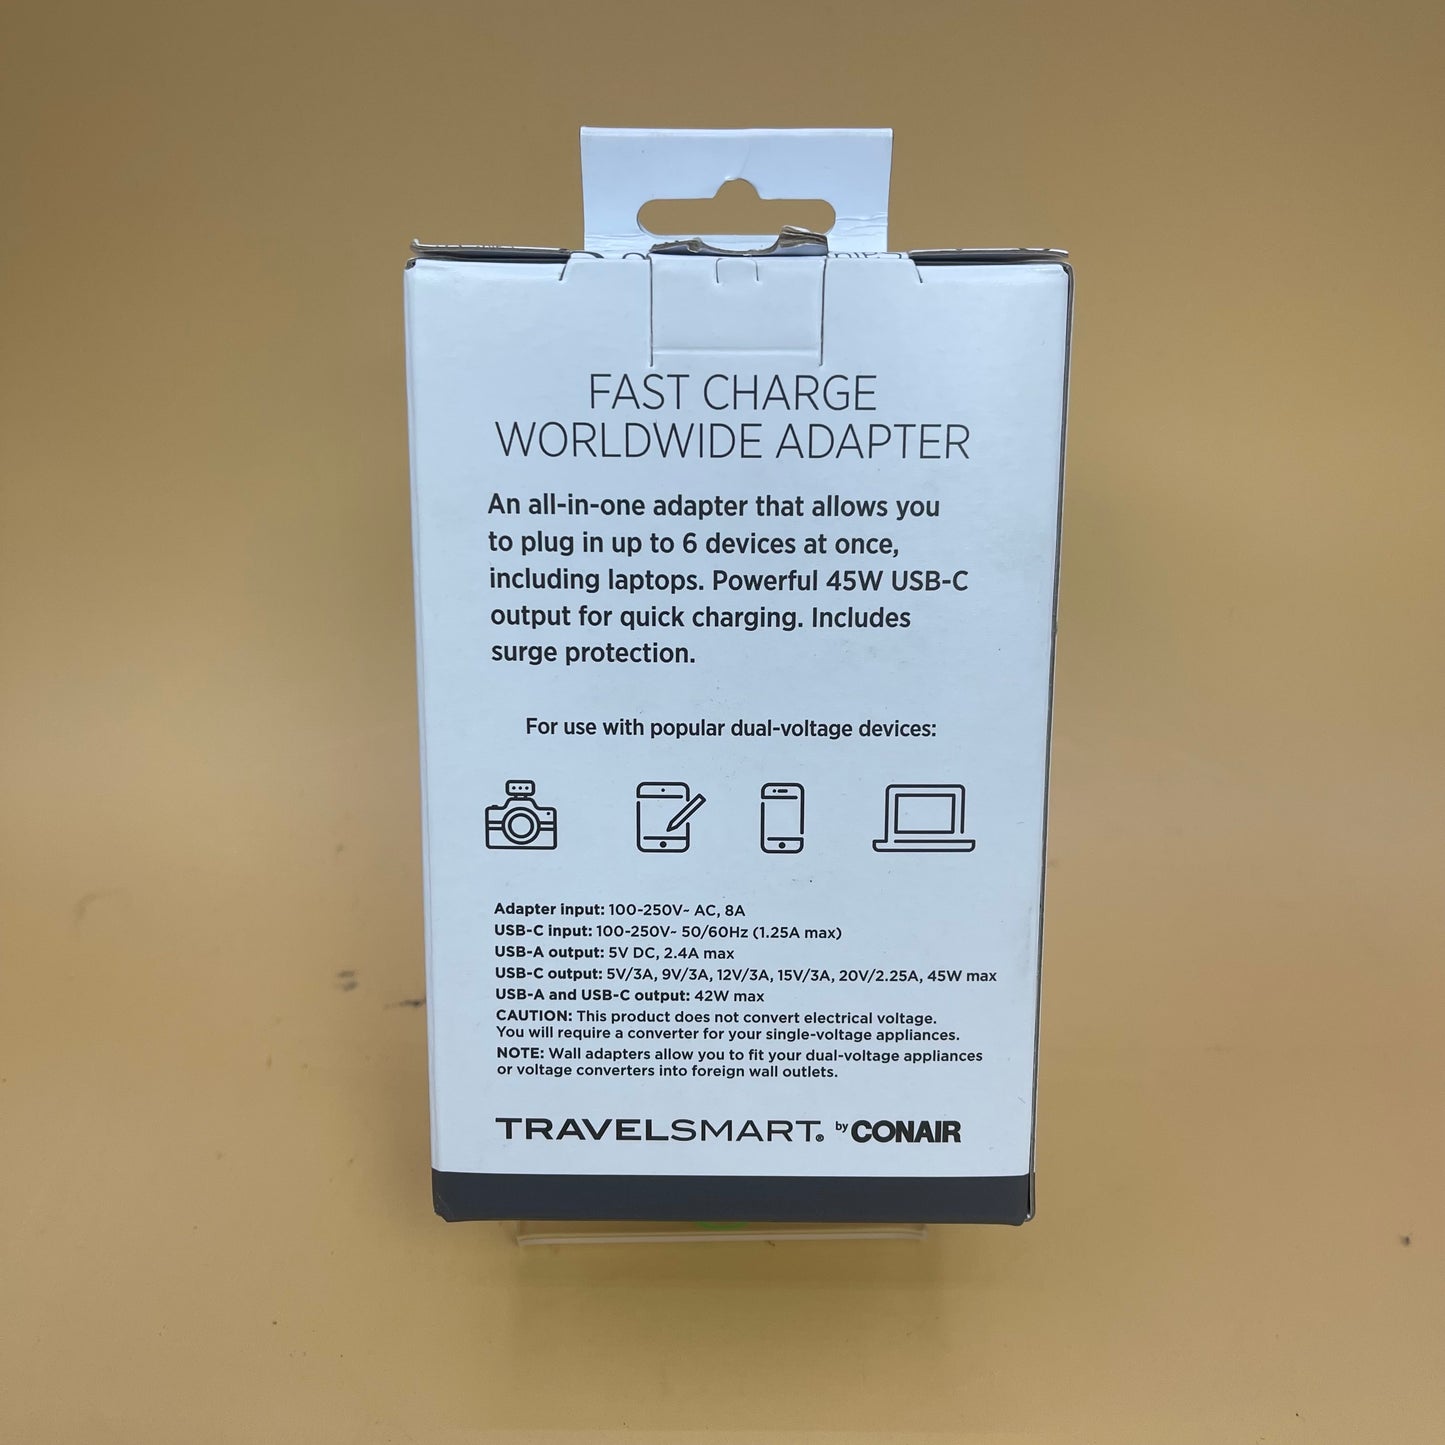 FAST CHARGE
WORLDWIDE ADAPTER
An all-in-one adapter that allows you
to plug in up to 6 devices at once,
including laptops. Powerful 45W USB-C
output for quick charging. Includes
surge protection.
For use with popular dual-voltage devices:
Adapter input: 100-250V~ AC, 8A
USB-C input: 100-250V~ 50/60Hz (1.25A max)
USB-A output: 5V DC, 2.4A max
USB-C output: 5V/3A, 9V/3A, 12V/3A, 15V/3A, 20V/2.25A, 45W max
USB-A and USB-C output: 42W max
CAUTION: This product does not convert electrical voltage.
You will require a converter for your single-voltage appliances.
NOTE: Wall adapters allow you to fit your dual-voltage appliances
or voltage converters into foreign wall outlets.
TRAVELSMART® by CONAIR